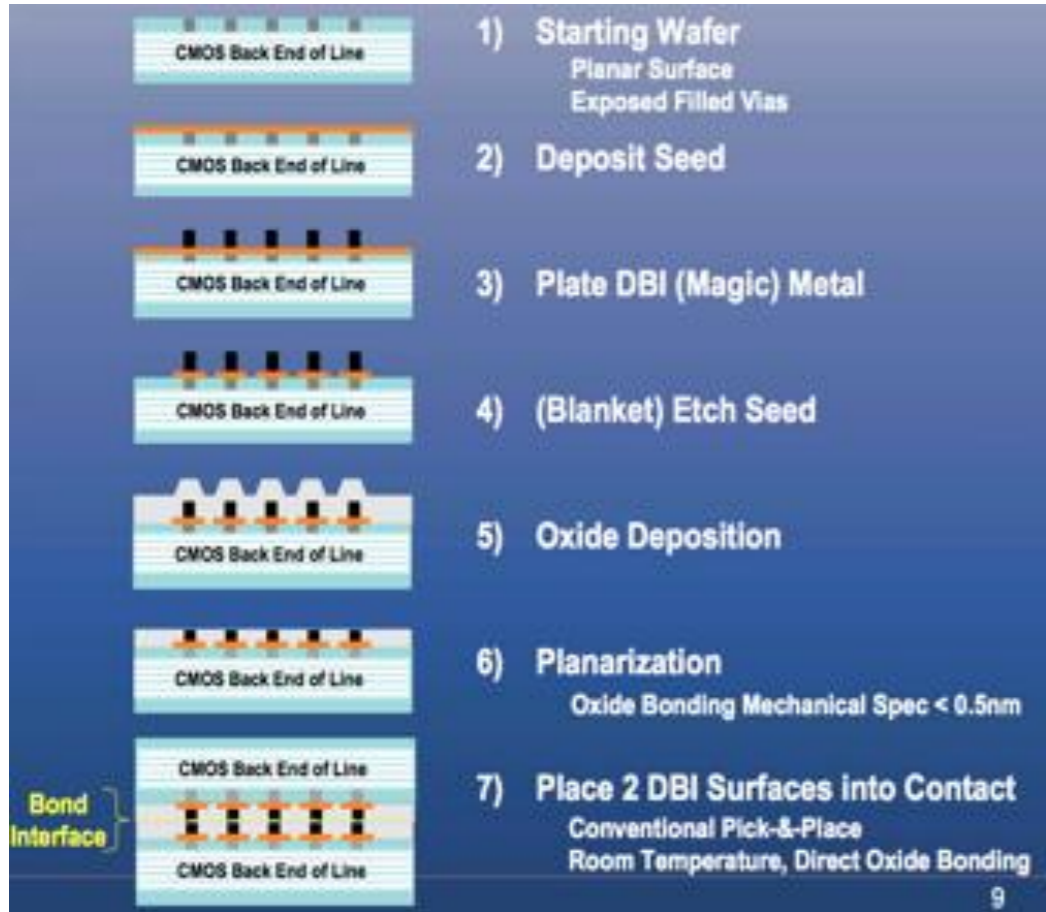 CMOS Back End of Line
1) Starting Wafer
Planar Surface
Exposed Filled Vias
CMOS Back End of Line
2) Deposit Seed
CMOS Back End of Line
3) Plate DBI (Magic) Metal
CMOS Back End of Line
4) (Blanket) Etch Seed
CMOS Back End of Line
5) Oxide Deposition
CMOS Back End of Line
6) Planarization
Oxide Bonding Mechanical Spec < 0.5nm
CMOS Back End of Line
Bond
Interface
CMOS Back End of Line
7) Place 2 DBI Surfaces into Contact
Conventional Pick-&-Place
Room Temperature, Direct Oxide Bonding
9